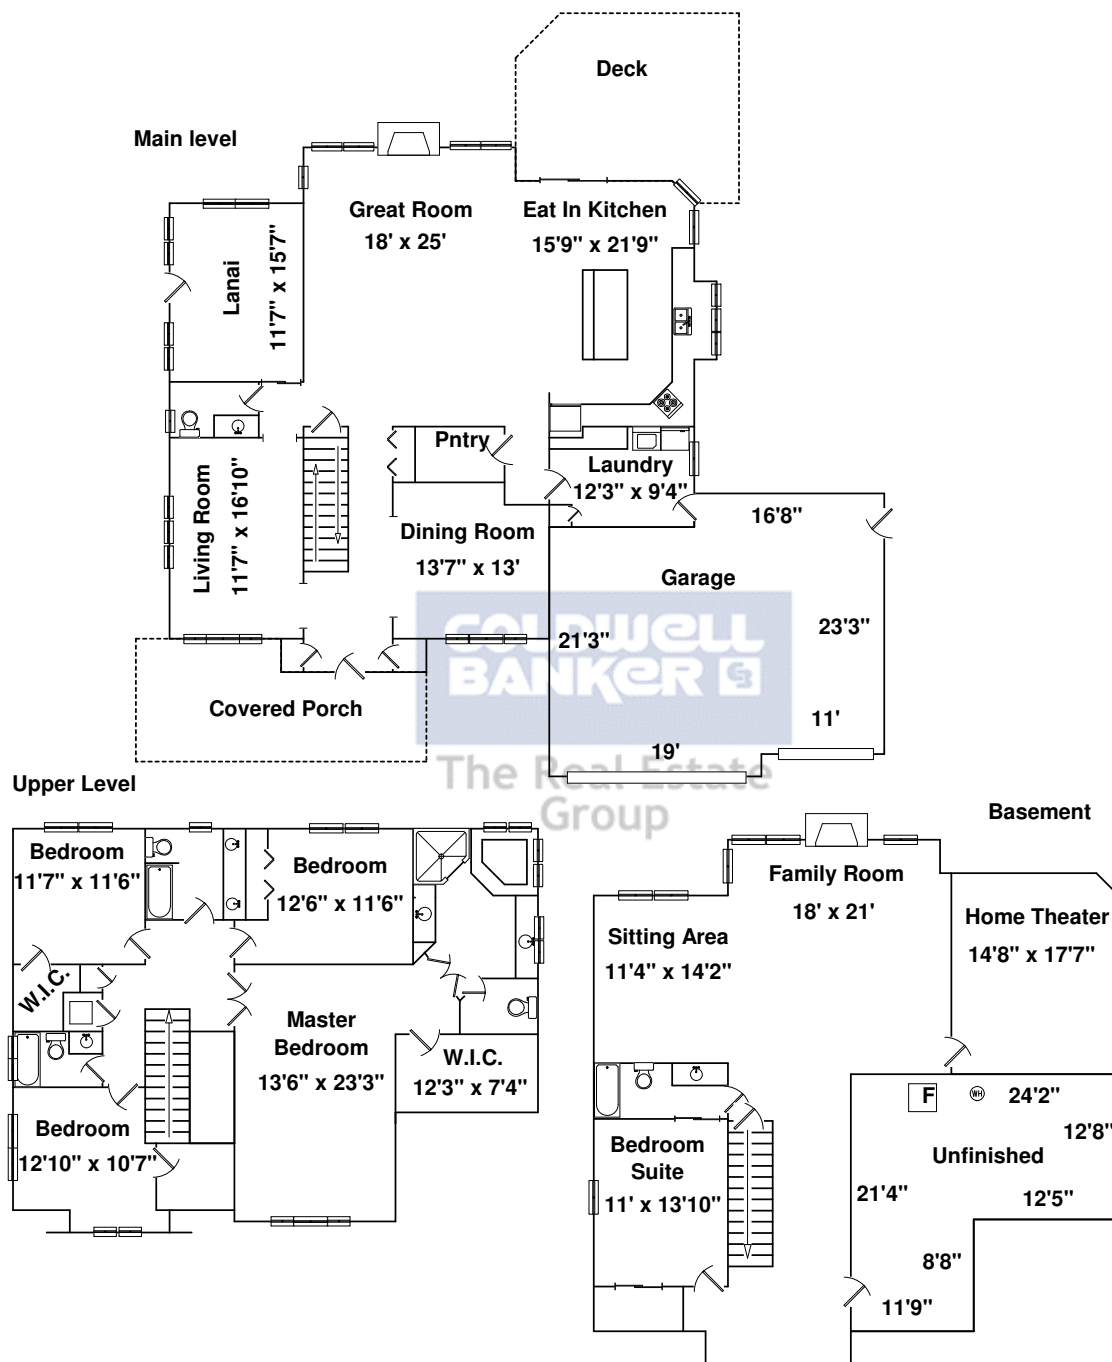 Main level
Deck
Great Room
18' x 25'
Eat In Kitchen
15'9" x 21'9"
Lanai
11'7" x 15'7"
Living Room
11'7" x 16'10"
Pntry
Laundry
12'3" x 9'4"
Dining Room
13'7" x 13'
16'8"
Garage
23'3"
21'3"
11'
19'
Covered Porch
COLDWELL
BANKER
CB
The Real Estate
Group
Upper Level
Bedroom
11'7" x 11'6"
Bedroom
12'6" x 11'6"
W.I.C.
Master
Bedroom
13'6" x 23'3"
W.I.C.
12'3" x 7'4"
Bedroom
12'10" x 10'7"
Basement
Family Room
18' x 21'
Sitting Area
11'4" x 14'2"
Home Theater
14'8" x 17'7"
F
WH
24'2"
12'8"
Unfinished
21'4"
12'5"
8'8"
11'9"
Bedroom
Suite
11' x 13'10"